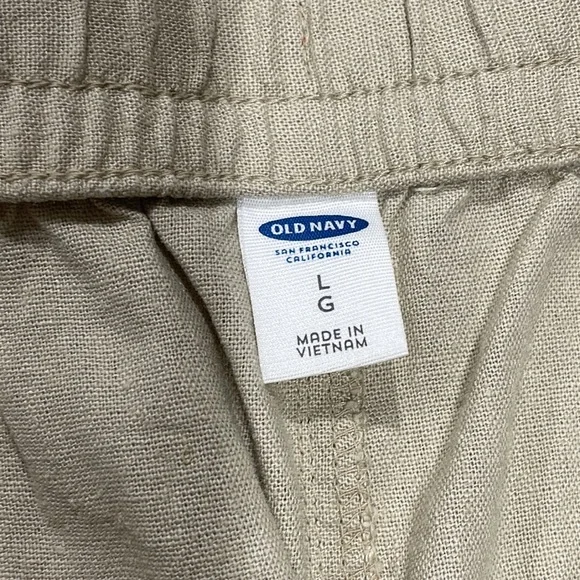 OLD NAVY
SAN FRANCISCO
CALIFORNIA
L
G
MADE IN
VIETNAM